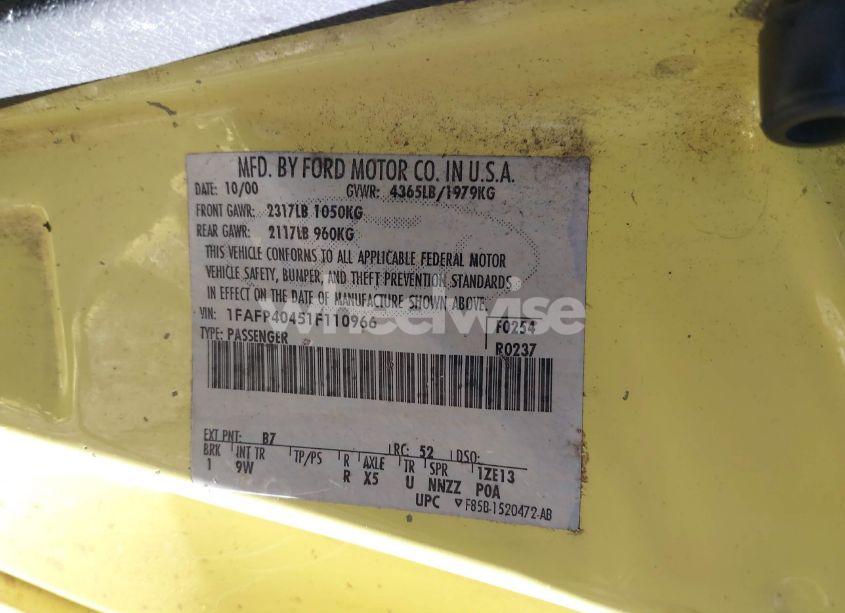 MFD. BY FORD MOTOR CO. IN U.S.A.
DATE: 10/00 GVWR: 4365LB/1979KG
FRONT GAWR: 2317LB 1050KG
REAR GAWR: 2117LB 960KG
THIS VEHICLE CONFORMS TO ALL APPLICABLE FEDERAL MOTOR
VEHICLE SAFETY, BUMPER, AND THEFT PREVENTION STANDARDS
IN EFFECT ON THE DATE OF MANUFACTURE SHOWN ABOVE.
VIN: 1FAFP40451F110966 F0254
TYPE: PASSENGER R0237
wheelwise
EXT PNT: B7 RC: 52 DSO:
BRK INT TR TP/PS R AXLE TR SPR 1ZE13
1 9W R X5 U NNZZ POA
UPC ▽ F85B-1520472-AB